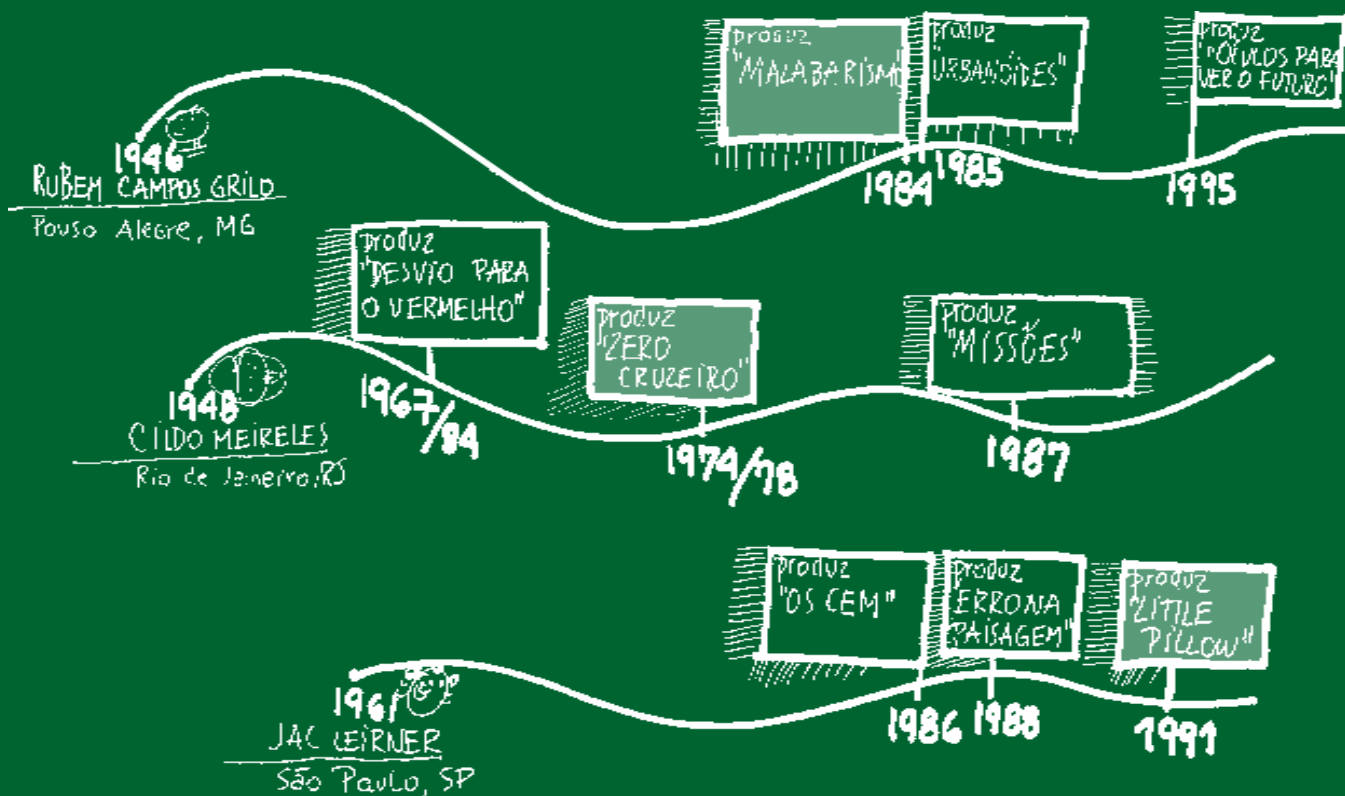 produz
"MALABARISMO
produz
"URBANÓIDES"
produz
"ÓCULOS PARA
VER O FUTURO"
1946
1984
1985
1995
RUBEM CAMPOS GRILO
Pouso Alegre, MG
produz
"DESVIO PARA
O VERMELHO"
produz
"ZERO
CRUZEIRO"
produz
"MISSÕES"
1948
1967/84
1974/78
1987
CILDO MEIRELES
Rio de Janeiro, RJ
produz
"OS CEM"
produz
ERRONA
PAISAGEM"
produz
"LITTLE
PILLOW"
1961
1986
1988
1991
JAC LEIRNER
São Paulo, SP